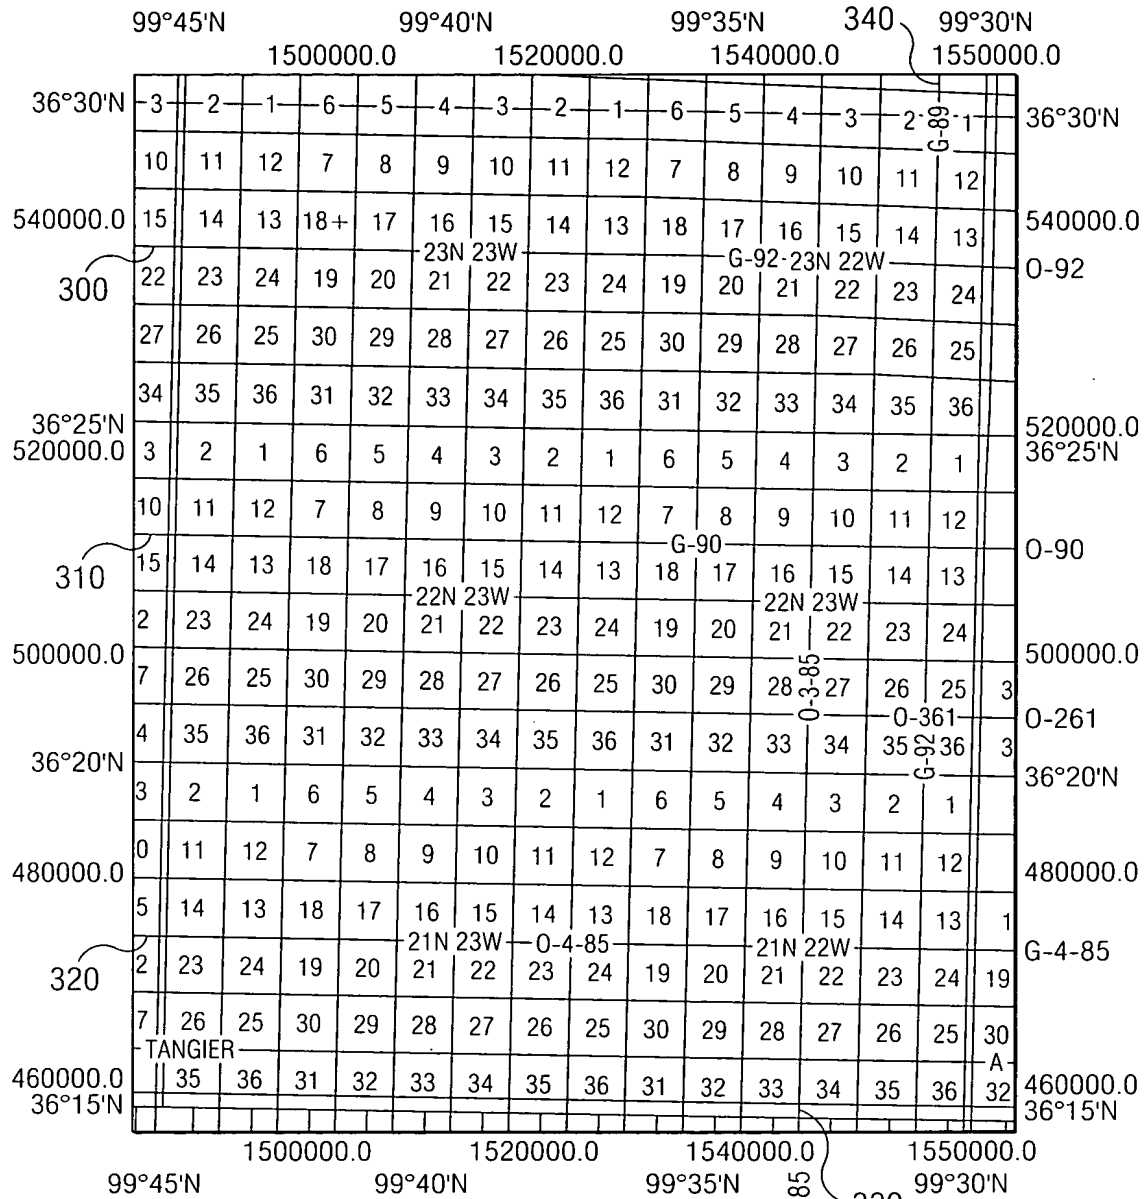 99°45'N 99°40'N 99°35'N 340 99°30'N
1500000.0 1520000.0 1540000.0 1550000.0
36°30'N 3 2 1 6 5 4 3 2 1 6 5 4 3 2 G-89 1 36°30'N
10 11 12 7 8 9 10 11 12 7 8 9 10 11 12
540000.0 15 14 13 18+ 17 16 15 14 13 18 17 16 15 14 13 540000.0
300 23N 23W G-92 23N 22W O-92
22 23 24 19 20 21 22 23 24 19 20 21 22 23 24
27 26 25 30 29 28 27 26 25 30 29 28 27 26 25
34 35 36 31 32 33 34 35 36 31 32 33 34 35 36
36°25'N 520000.0
520000.0 3 2 1 6 5 4 3 2 1 6 5 4 3 2 1 36°25'N
10 11 12 7 8 9 10 11 12 7 8 9 10 11 12
310 G-90 O-90
15 14 13 18 17 16 15 14 13 18 17 16 15 14 13
22N 23W 22N 23W
2 23 24 19 20 21 22 23 24 19 20 21 22 23 24
500000.0 500000.0
7 26 25 30 29 28 27 26 25 30 29 28 O-3-85 27 26 25 3
O-361 O-261
4 35 36 31 32 33 34 35 36 31 32 33 34 35 G-92 36 3
36°20'N 36°20'N
3 2 1 6 5 4 3 2 1 6 5 4 3 2 1
0 11 12 7 8 9 10 11 12 7 8 9 10 11 12
480000.0 480000.0
5 14 13 18 17 16 15 14 13 18 17 16 15 14 13 1
320 21N 23W O-4-85 21N 22W G-4-85
2 23 24 19 20 21 22 23 24 19 20 21 22 23 24 19
7 26 25 30 29 28 27 26 25 30 29 28 27 26 25 30
TANGIER A
460000.0 35 36 31 32 33 34 35 36 31 32 33 34 35 36 32 460000.0
36°15'N 36°15'N
1500000.0 1520000.0 1540000.0 1550000.0
99°45'N 99°40'N 99°35'N 85 99°30'N